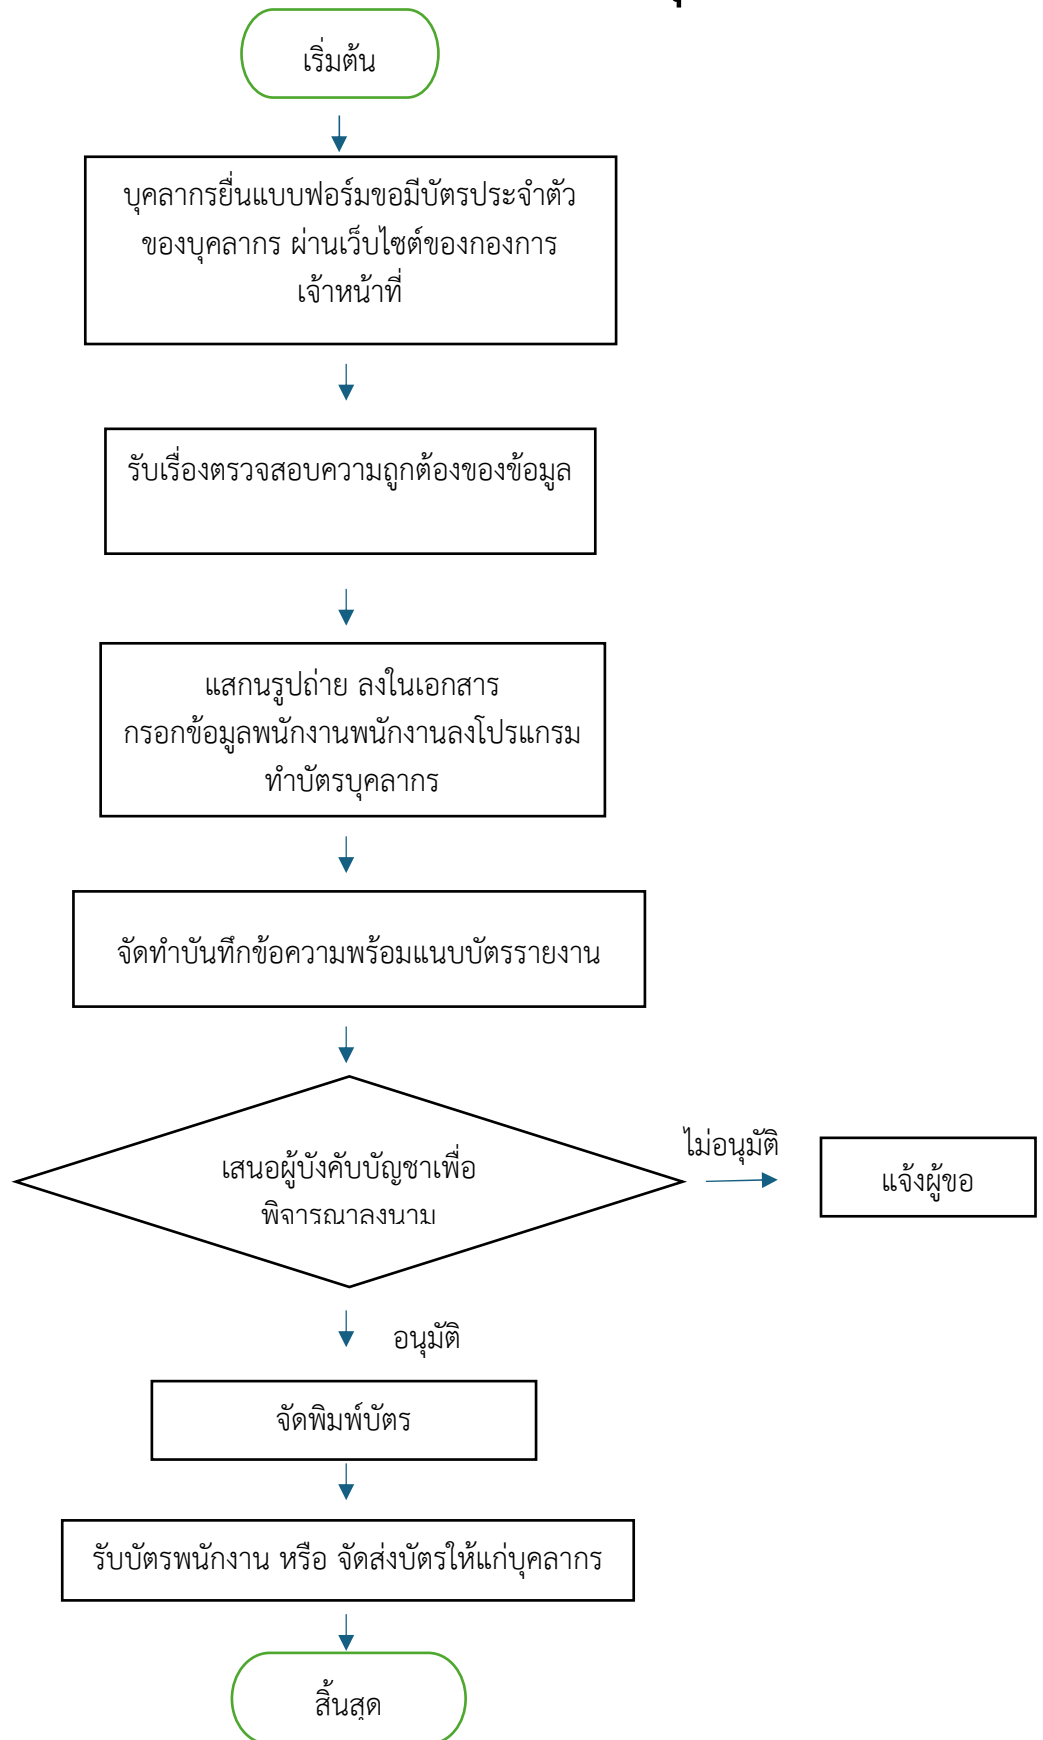 เริ่มต้น
บุคลากรยื่นแบบฟอร์มขอมีบัตรประจำตัว
ของบุคลากร ผ่านเว็บไซต์ของกองการ
เจ้าหน้าที่
รับเรื่องตรวจสอบความถูกต้องของข้อมูล
แสกนรูปถ่าย ลงในเอกสาร
กรอกข้อมูลพนักงานพนักงานลงโปรแกรม
ทำบัตรบุคลากร
จัดทำบันทึกข้อความพร้อมแนบบัตรรายงาน
เสนอผู้บังคับบัญชาเพื่อ
พิจารณาลงนาม
ไม่อนุมัติ
แจ้งผู้ขอ
อนุมัติ
จัดพิมพ์บัตร
รับบัตรพนักงาน หรือ จัดส่งบัตรให้แก่บุคลากร
สิ้นสุด